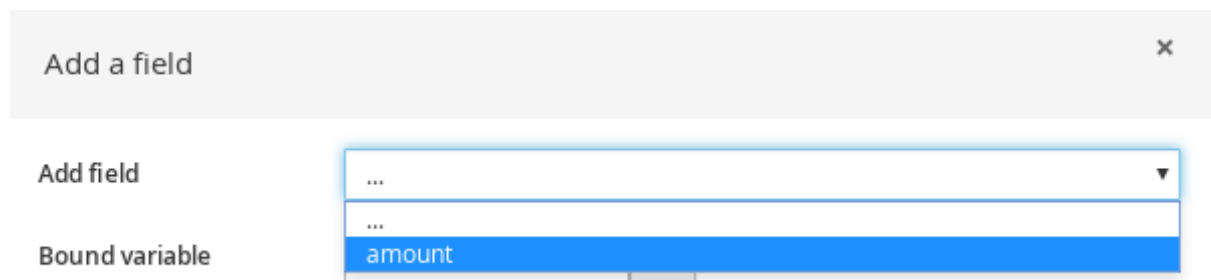 Add a field
×
Add field
...
▼
...
Bound variable
amount